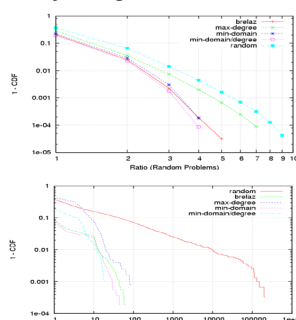 1
brelaz
max-degree
min-domain
min-domain/degree
random
0.1
0.01
0.001
1e-04
1e-05
1 - CDF
1 2 3 4 5 6 7 8 9 10
Ratio (Random Problems)
1
random
brelaz
max-degree
min-domain
min-domain/degree
0.1
0.01
0.001
1e-04
1 - CDF
1 10 100 1000 10000 100000